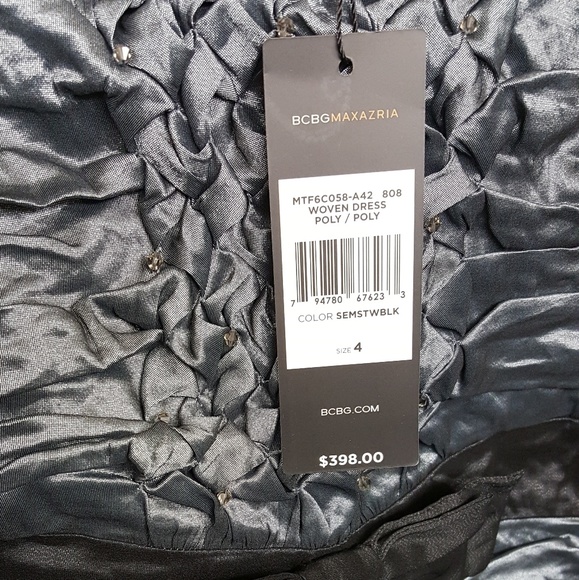 BCBGMAXAZRIA
MTF6C058-A42 808
WOVEN DRESS
POLY / POLY
7 94780 67623 3
COLOR SEMSTWBLK
SIZE 4
BCBG.COM
$398.00